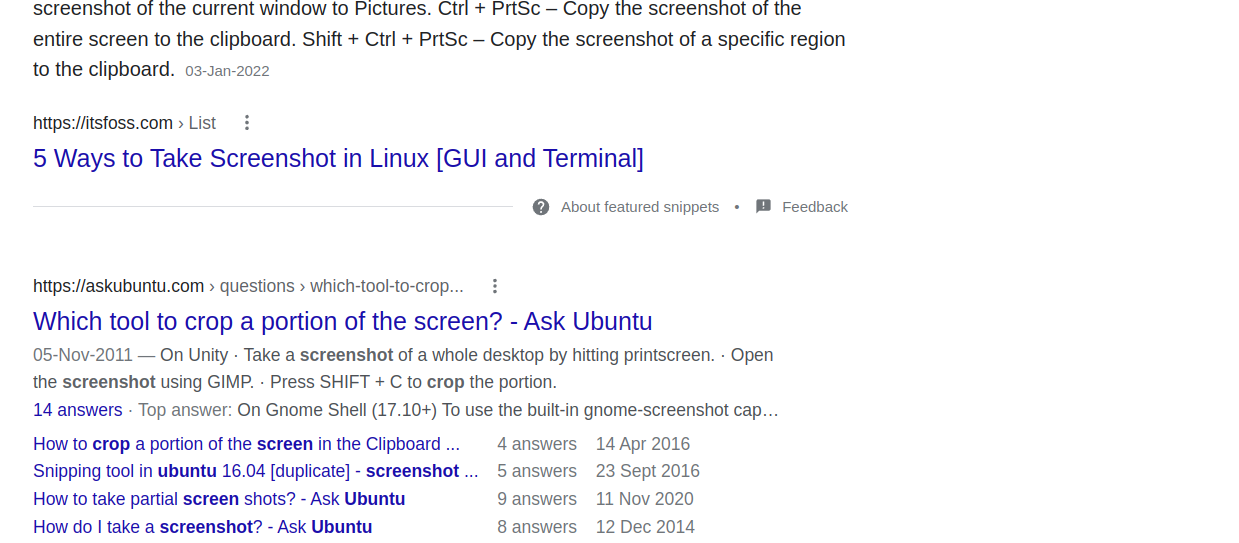 screenshot of the current window to Pictures. Ctrl + PrtSc – Copy the screenshot of the
entire screen to the clipboard. Shift + Ctrl + PrtSc – Copy the screenshot of a specific region
to the clipboard. 03-Jan-2022
https://itsfoss.com › List
5 Ways to Take Screenshot in Linux [GUI and Terminal]
About featured snippets • Feedback
https://askubuntu.com › questions › which-tool-to-crop...
Which tool to crop a portion of the screen? - Ask Ubuntu
05-Nov-2011 — On Unity · Take a screenshot of a whole desktop by hitting printscreen. · Open
the screenshot using GIMP. · Press SHIFT + C to crop the portion.
14 answers · Top answer: On Gnome Shell (17.10+) To use the built-in gnome-screenshot cap…
How to crop a portion of the screen in the Clipboard ... 4 answers 14 Apr 2016
Snipping tool in ubuntu 16.04 [duplicate] - screenshot ... 5 answers 23 Sept 2016
How to take partial screen shots? - Ask Ubuntu 9 answers 11 Nov 2020
How do I take a screenshot? - Ask Ubuntu 8 answers 12 Dec 2014